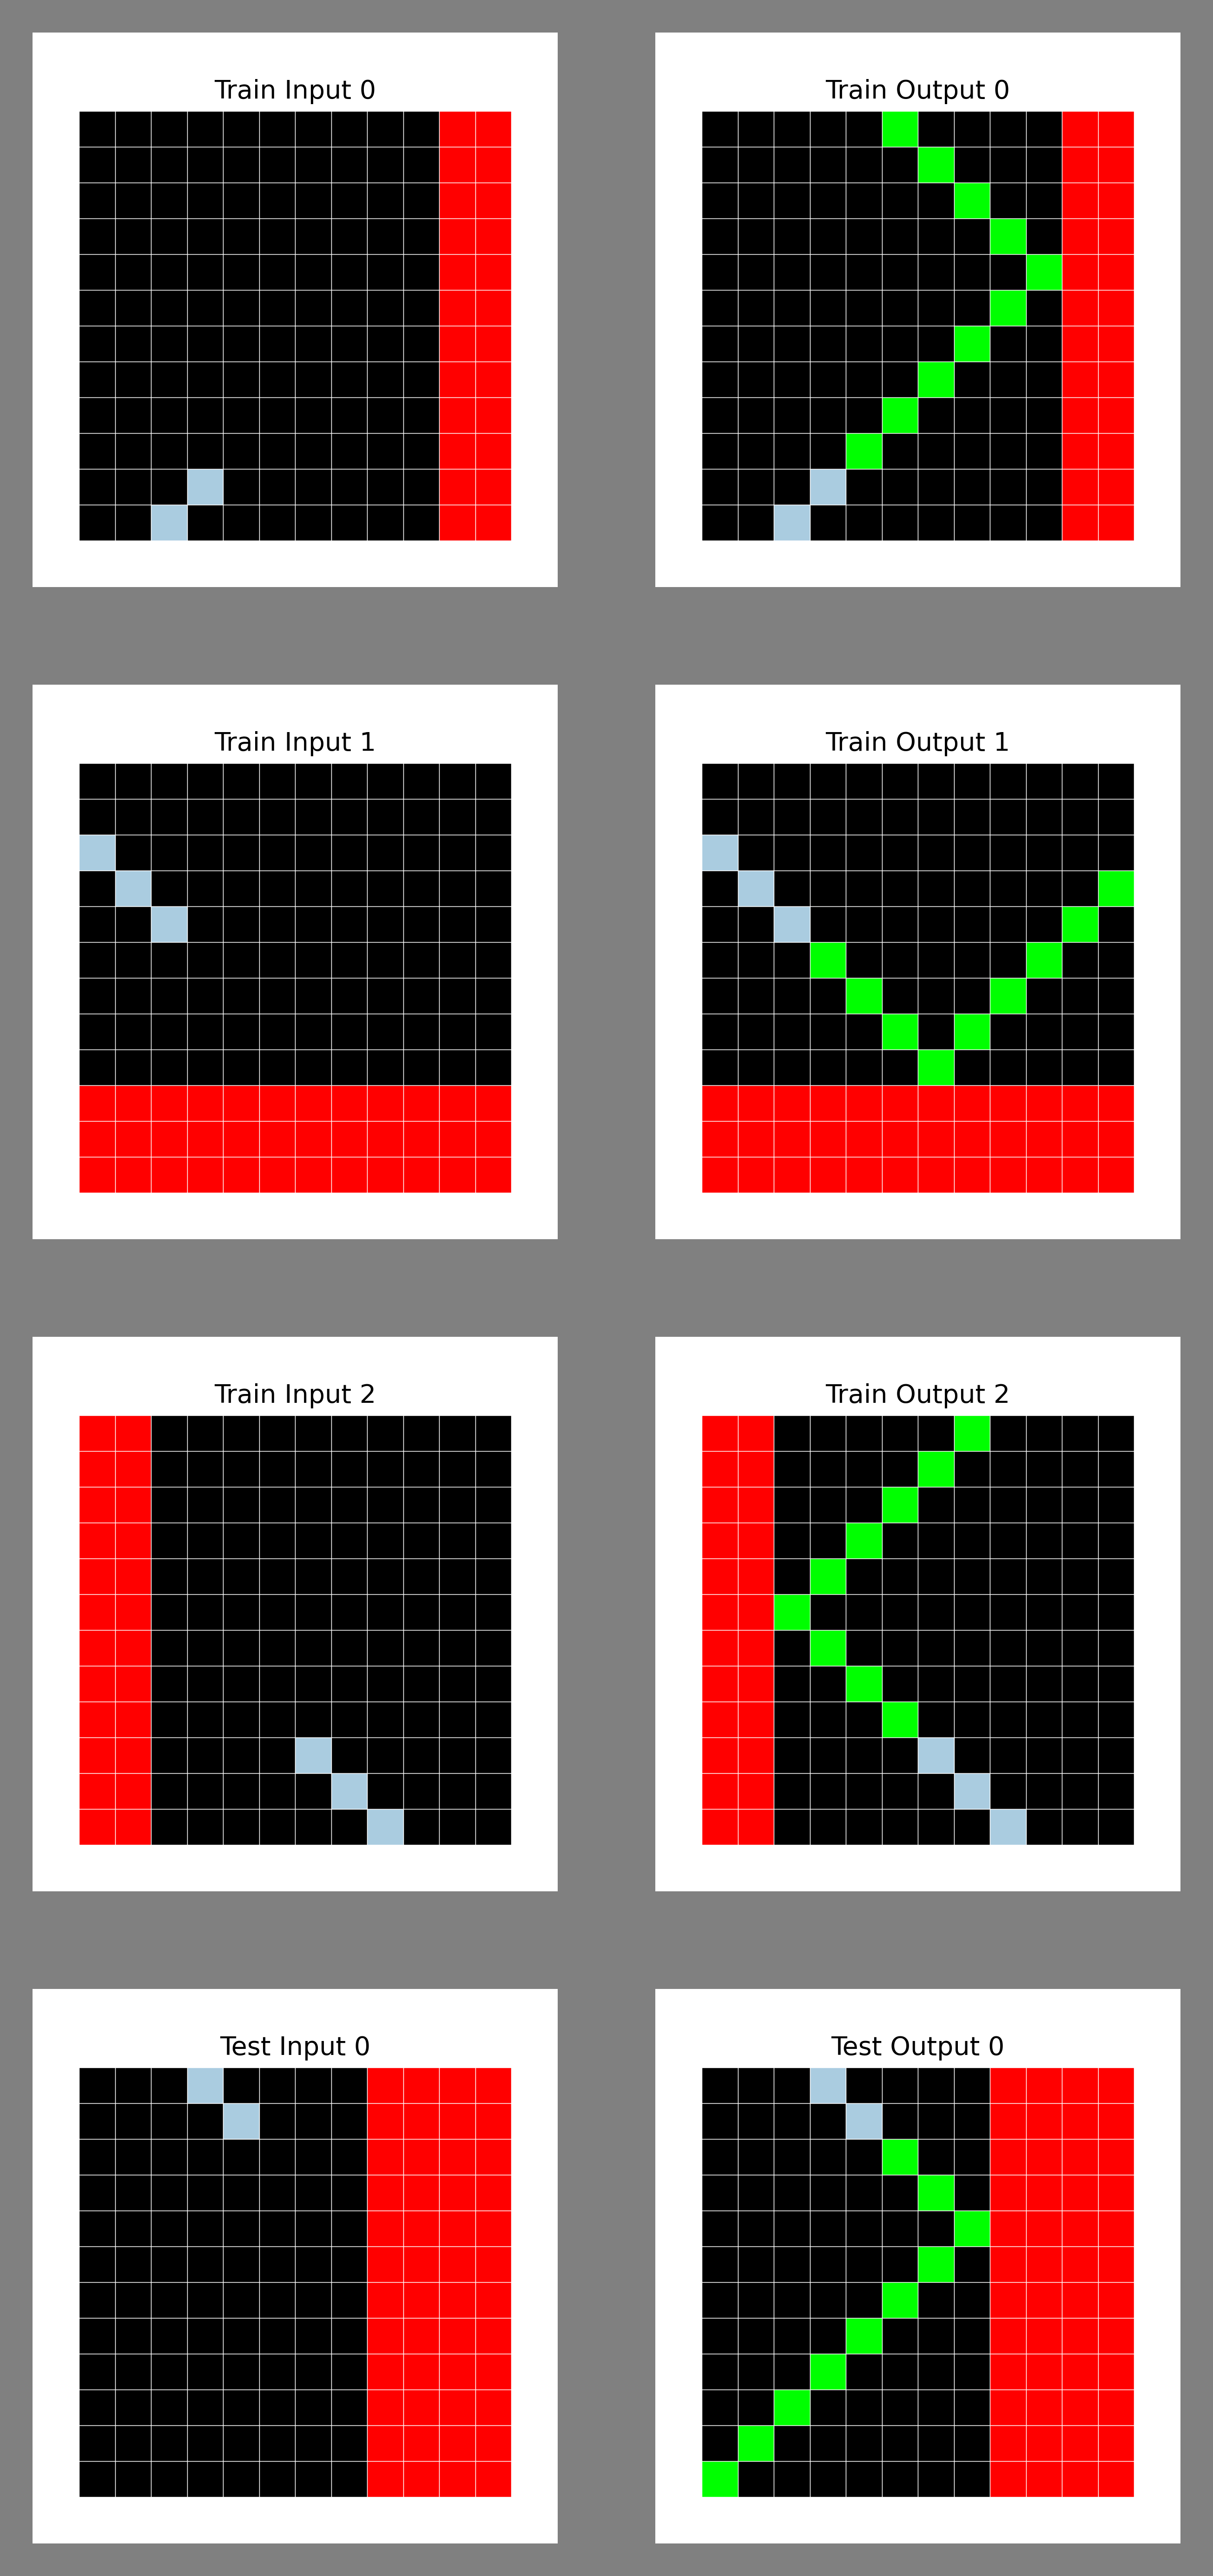 Train Input 0
Train Output 0
Train Input 1
Train Output 1
Train Input 2
Train Output 2
Test Input 0
Test Output 0